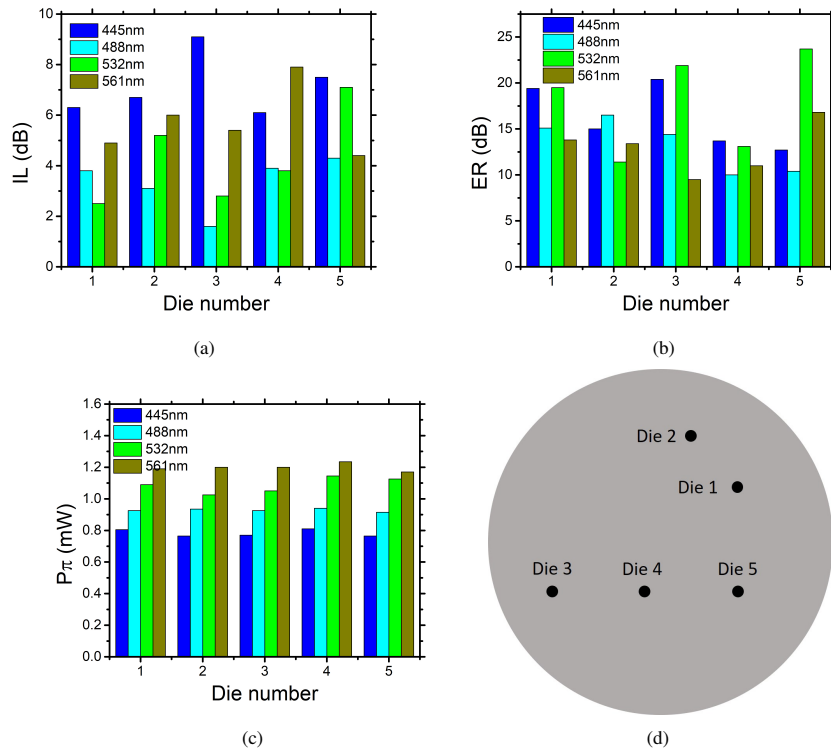 10
8
6
4
2
0
IL (dB)
445nm
488nm
532nm
561nm
1 2 3 4 5
Die number
(a)
25
20
15
10
5
0
ER (dB)
445nm
488nm
532nm
561nm
1 2 3 4 5
Die number
(b)
1.6
1.4
1.2
1.0
0.8
0.6
0.4
0.2
0.0
Pπ (mW)
445nm
488nm
532nm
561nm
1 2 3 4 5
Die number
(c)
Die 2
Die 1
Die 3 Die 4 Die 5
(d)